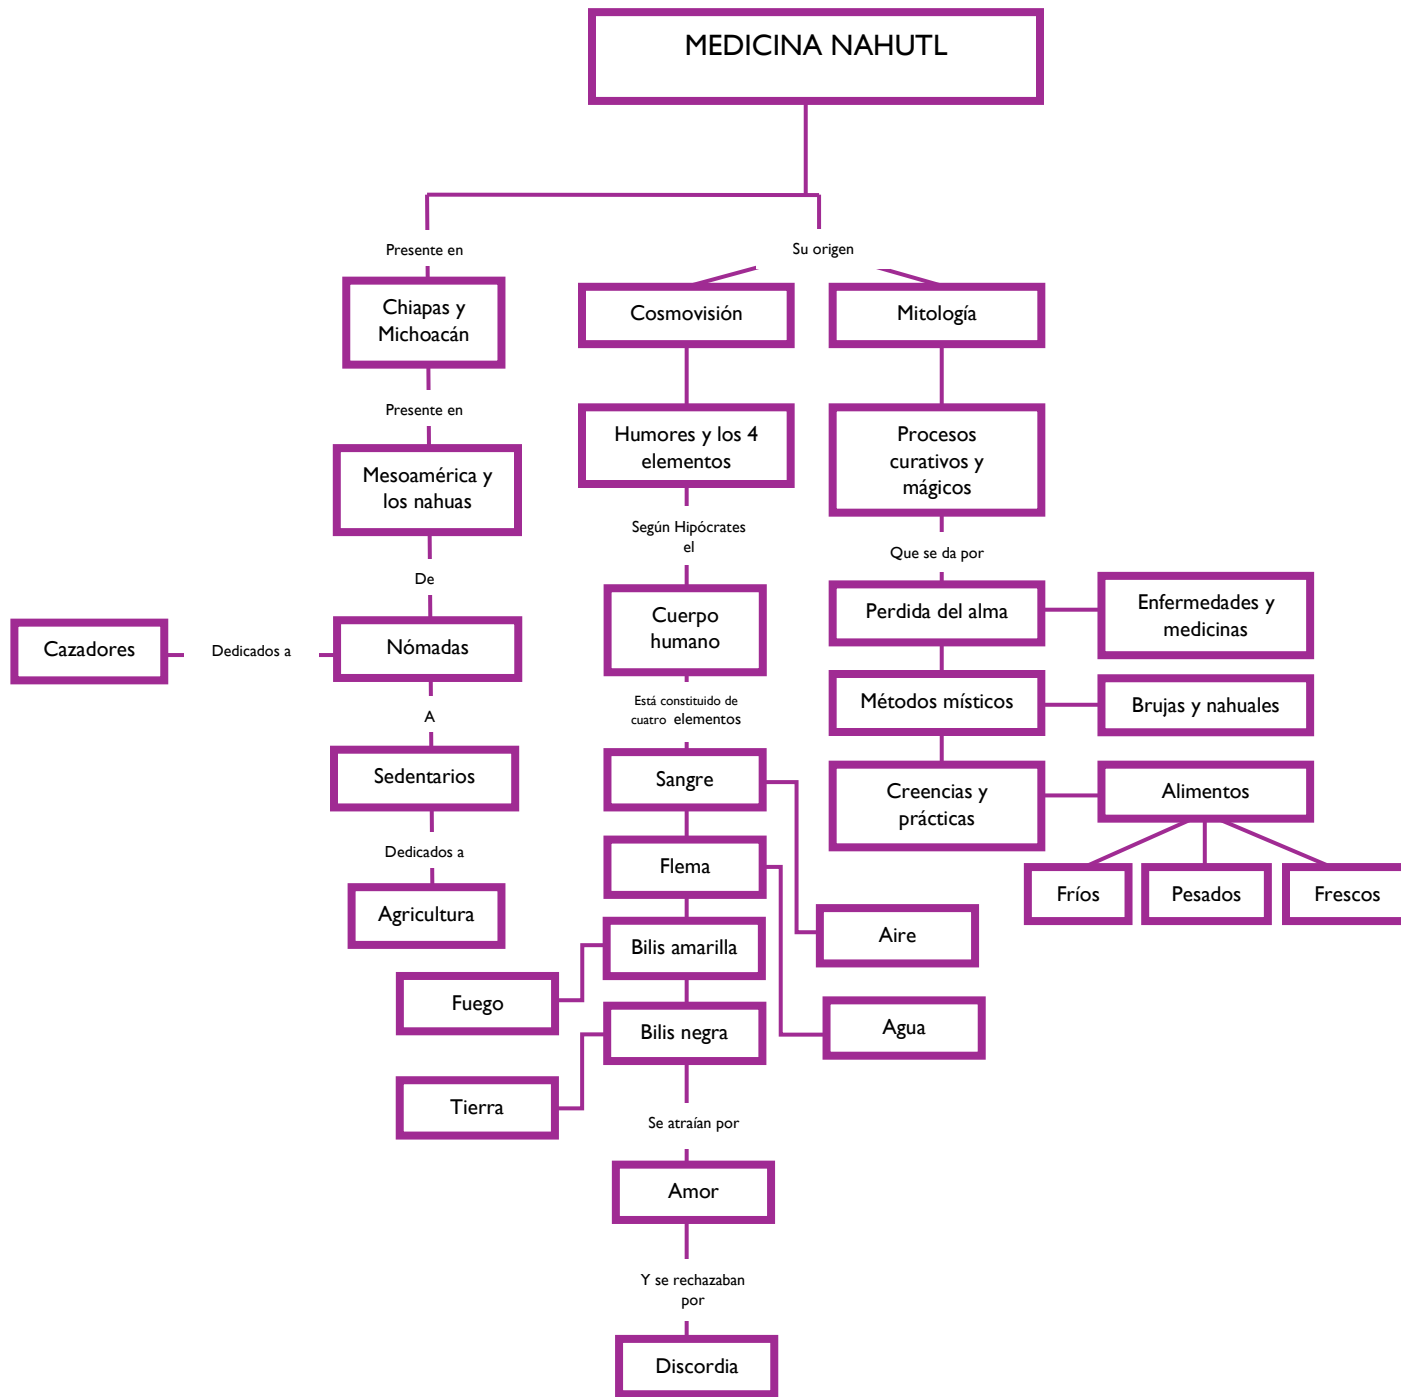 MEDICINA NAHUTL
Presente en
Su origen
Chiapas y
Michoacán
Cosmovisión
Mitología
Presente en
Humores y los 4
elementos
Procesos
curativos y
mágicos
Mesoamérica y
los nahuas
Según Hipócrates
el
Que se da por
De
Cuerpo
humano
Perdida del alma
Enfermedades y
medicinas
Cazadores
Dedicados a
Nómadas
A
Está constituido de
cuatro elementos
Métodos místicos
Brujas y nahuales
Sedentarios
Sangre
Creencias y
prácticas
Alimentos
Dedicados a
Flema
Fríos
Pesados
Frescos
Agricultura
Bilis amarilla
Aire
Fuego
Bilis negra
Agua
Tierra
Se atraían por
Amor
Y se rechazaban
por
Discordia